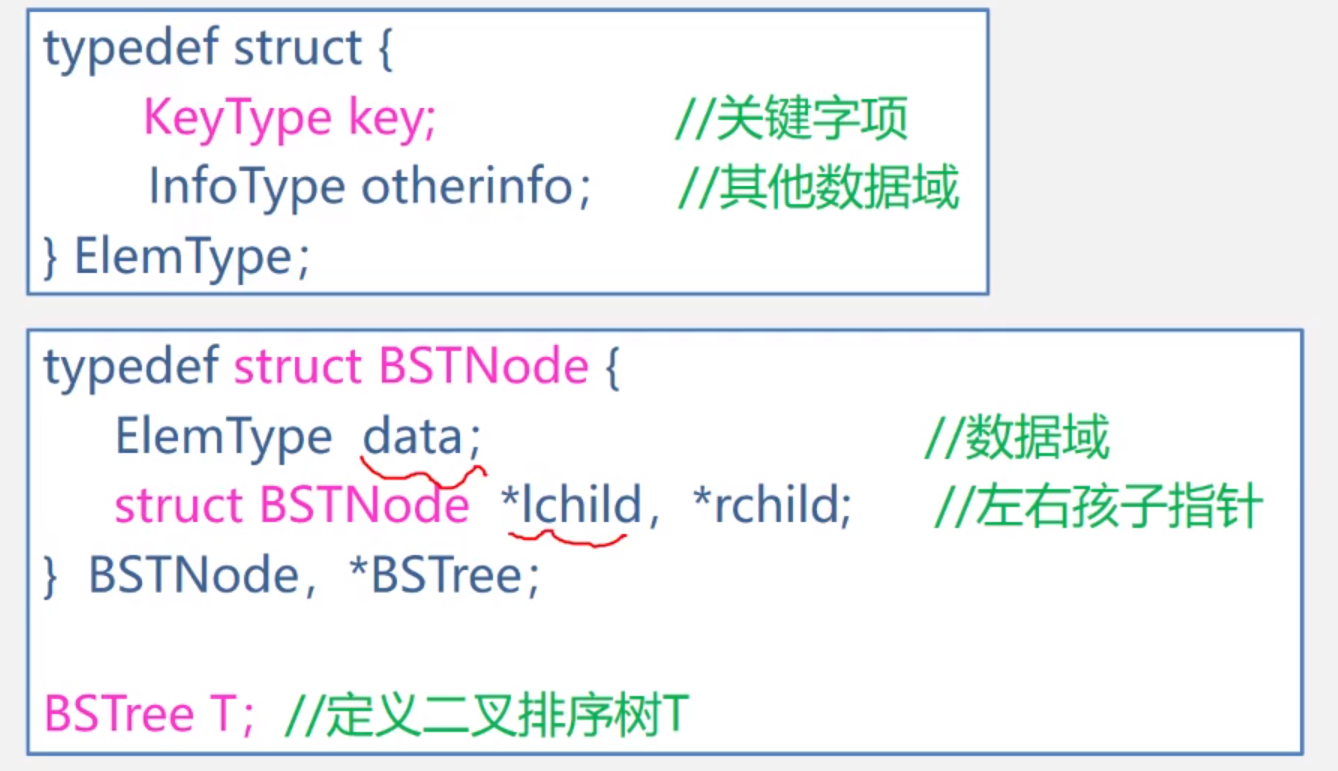 typedef struct {
KeyType key; //关键字项
InfoType otherinfo; //其他数据域
} ElemType;
typedef struct BSTNode {
ElemType data; //数据域
struct BSTNode *lchild, *rchild; //左右孩子指针
} BSTNode, *BSTree;
BSTree T; //定义二叉排序树T